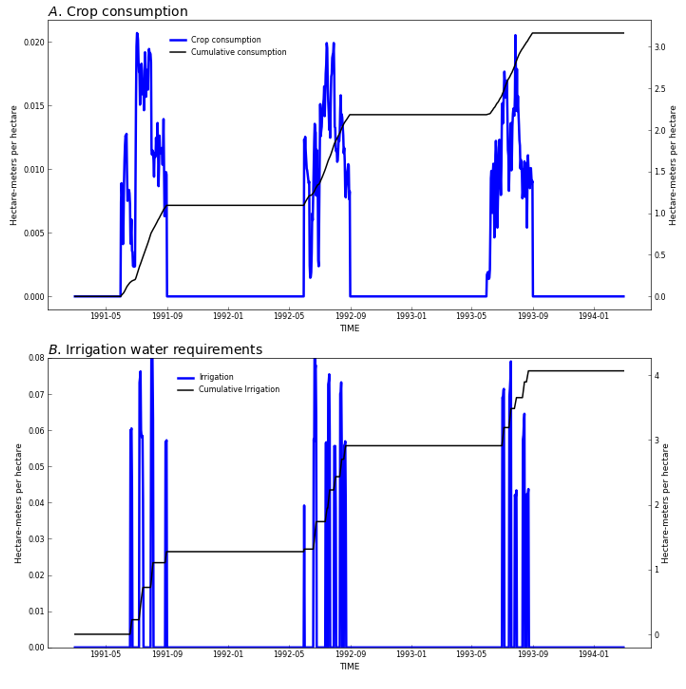 A. Crop consumption
Crop consumption
Cumulative consumption
0.020
0.015
0.010
0.005
0.000
3.0
2.5
2.0
1.5
1.0
0.5
0.0
Hectare-meters per hectare
Hectare-meters per hectare
1991-05 1991-09 1992-01 1992-05 1992-09 1993-01 1993-05 1993-09 1994-01
TIME
B. Irrigation water requirements
Irrigation
Cumulative Irrigation
0.08
0.07
0.06
0.05
0.04
0.03
0.02
0.01
0.00
4
3
2
1
0
Hectare-meters per hectare
Hectare-meters per hectare
1991-05 1991-09 1992-01 1992-05 1992-09 1993-01 1993-05 1993-09 1994-01
TIME